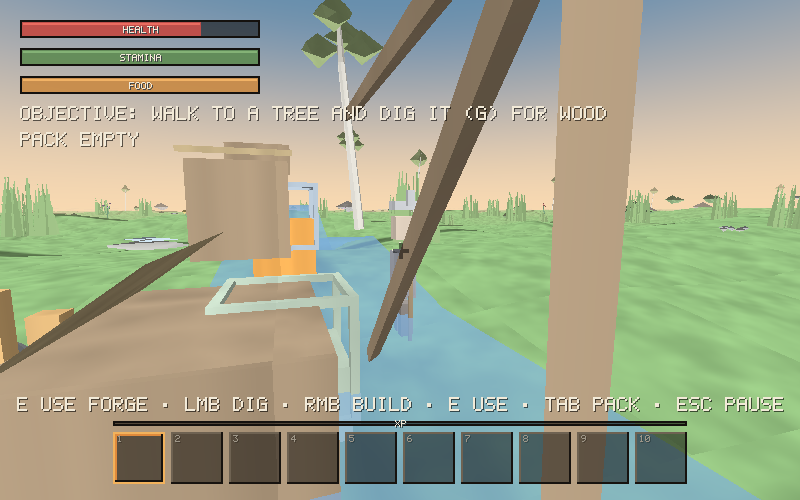 HEALTH
STAMINA
FOOD
OBJECTIVE: WALK TO A TREE AND DIG IT (G) FOR WOOD
PACK EMPTY
E USE FORGE · LMB DIG · RMB BUILD · E USE · TAB PACK · ESC PAUSE
XP
1 2 3 4 5 6 7 8 9 10